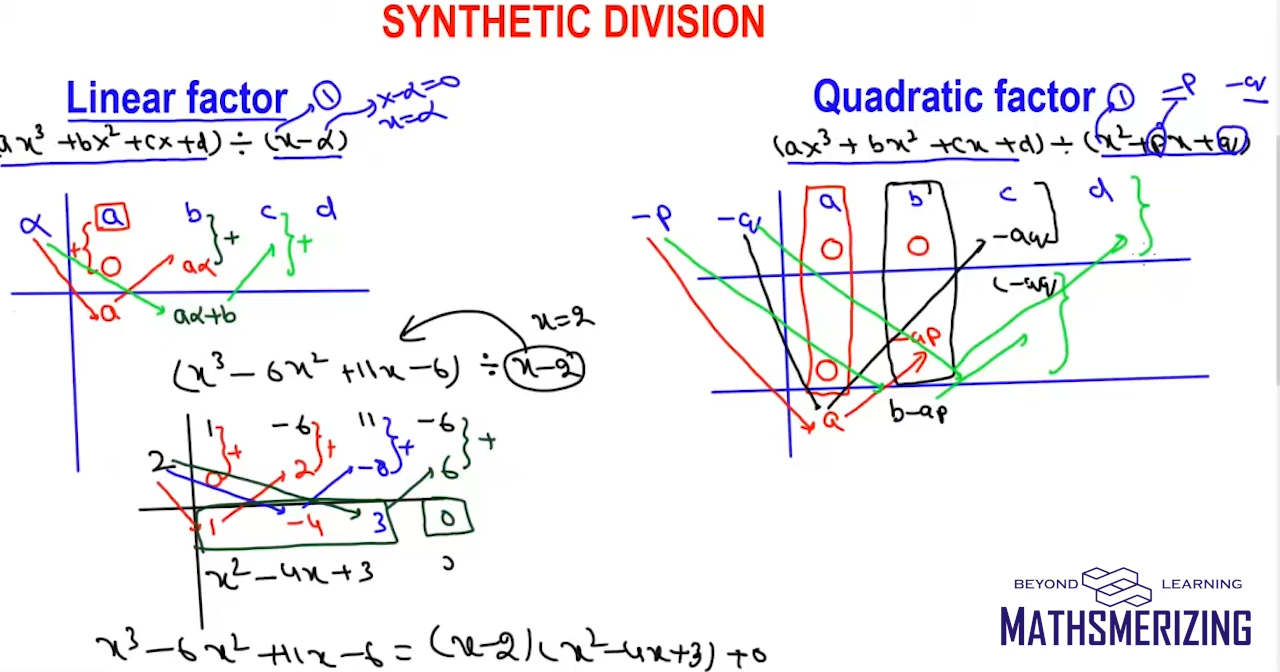 SYNTHETIC DIVISION
Linear factor ①
x-α=0
x=α
(ax³ +bx² +cx+d) ÷ (x-α)
α a b c d
0 aα
a aα+b
x=2
(x³ - 6x² +11x-6) ÷ (x-2)
1 -6 11 -6
2 0 2 -8 6
1 -4 3 0
x²-4x+3
x³-6x²+11x-6 = (x-2)(x²-4x+3)+0
Quadratic factor ① -p -q
(ax³ + bx² + cx + d) ÷ (x²+px+q)
-p -q a b c d
0 0 -aq
(-aq
0 -ap
a b-ap
BEYOND LEARNING
MATHSMERIZING